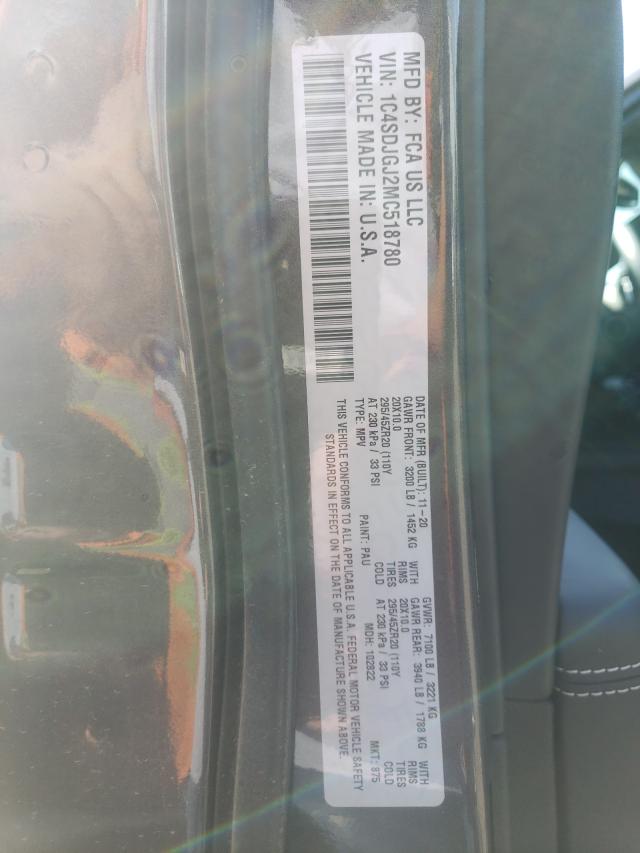 MFD BY: FCA US LLC
VIN: 1C4SDJGJ2MC518780
VEHICLE MADE IN: U.S.A.
DATE OF MFR (BUILT): 11-20 GVWR: 7100 LB / 3221 KG
GAWR FRONT: 3200 LB / 1452 KG WITH GAWR REAR: 3940 LB / 1788 KG WITH
20X10.0 RIMS 20X10.0 RIMS
295/45ZR20 (110Y TIRES 295/45ZR20 (110Y TIRES
AT 230 kPa / 33 PSI COLD AT 230 kPa / 33 PSI COLD
TYPE: MPV PAINT: PAU MDH: 102822 MKT: 875
THIS VEHICLE CONFORMS TO ALL APPLICABLE U.S.A. FEDERAL MOTOR VEHICLE SAFETY
STANDARDS IN EFFECT ON THE DATE OF MANUFACTURE SHOWN ABOVE.